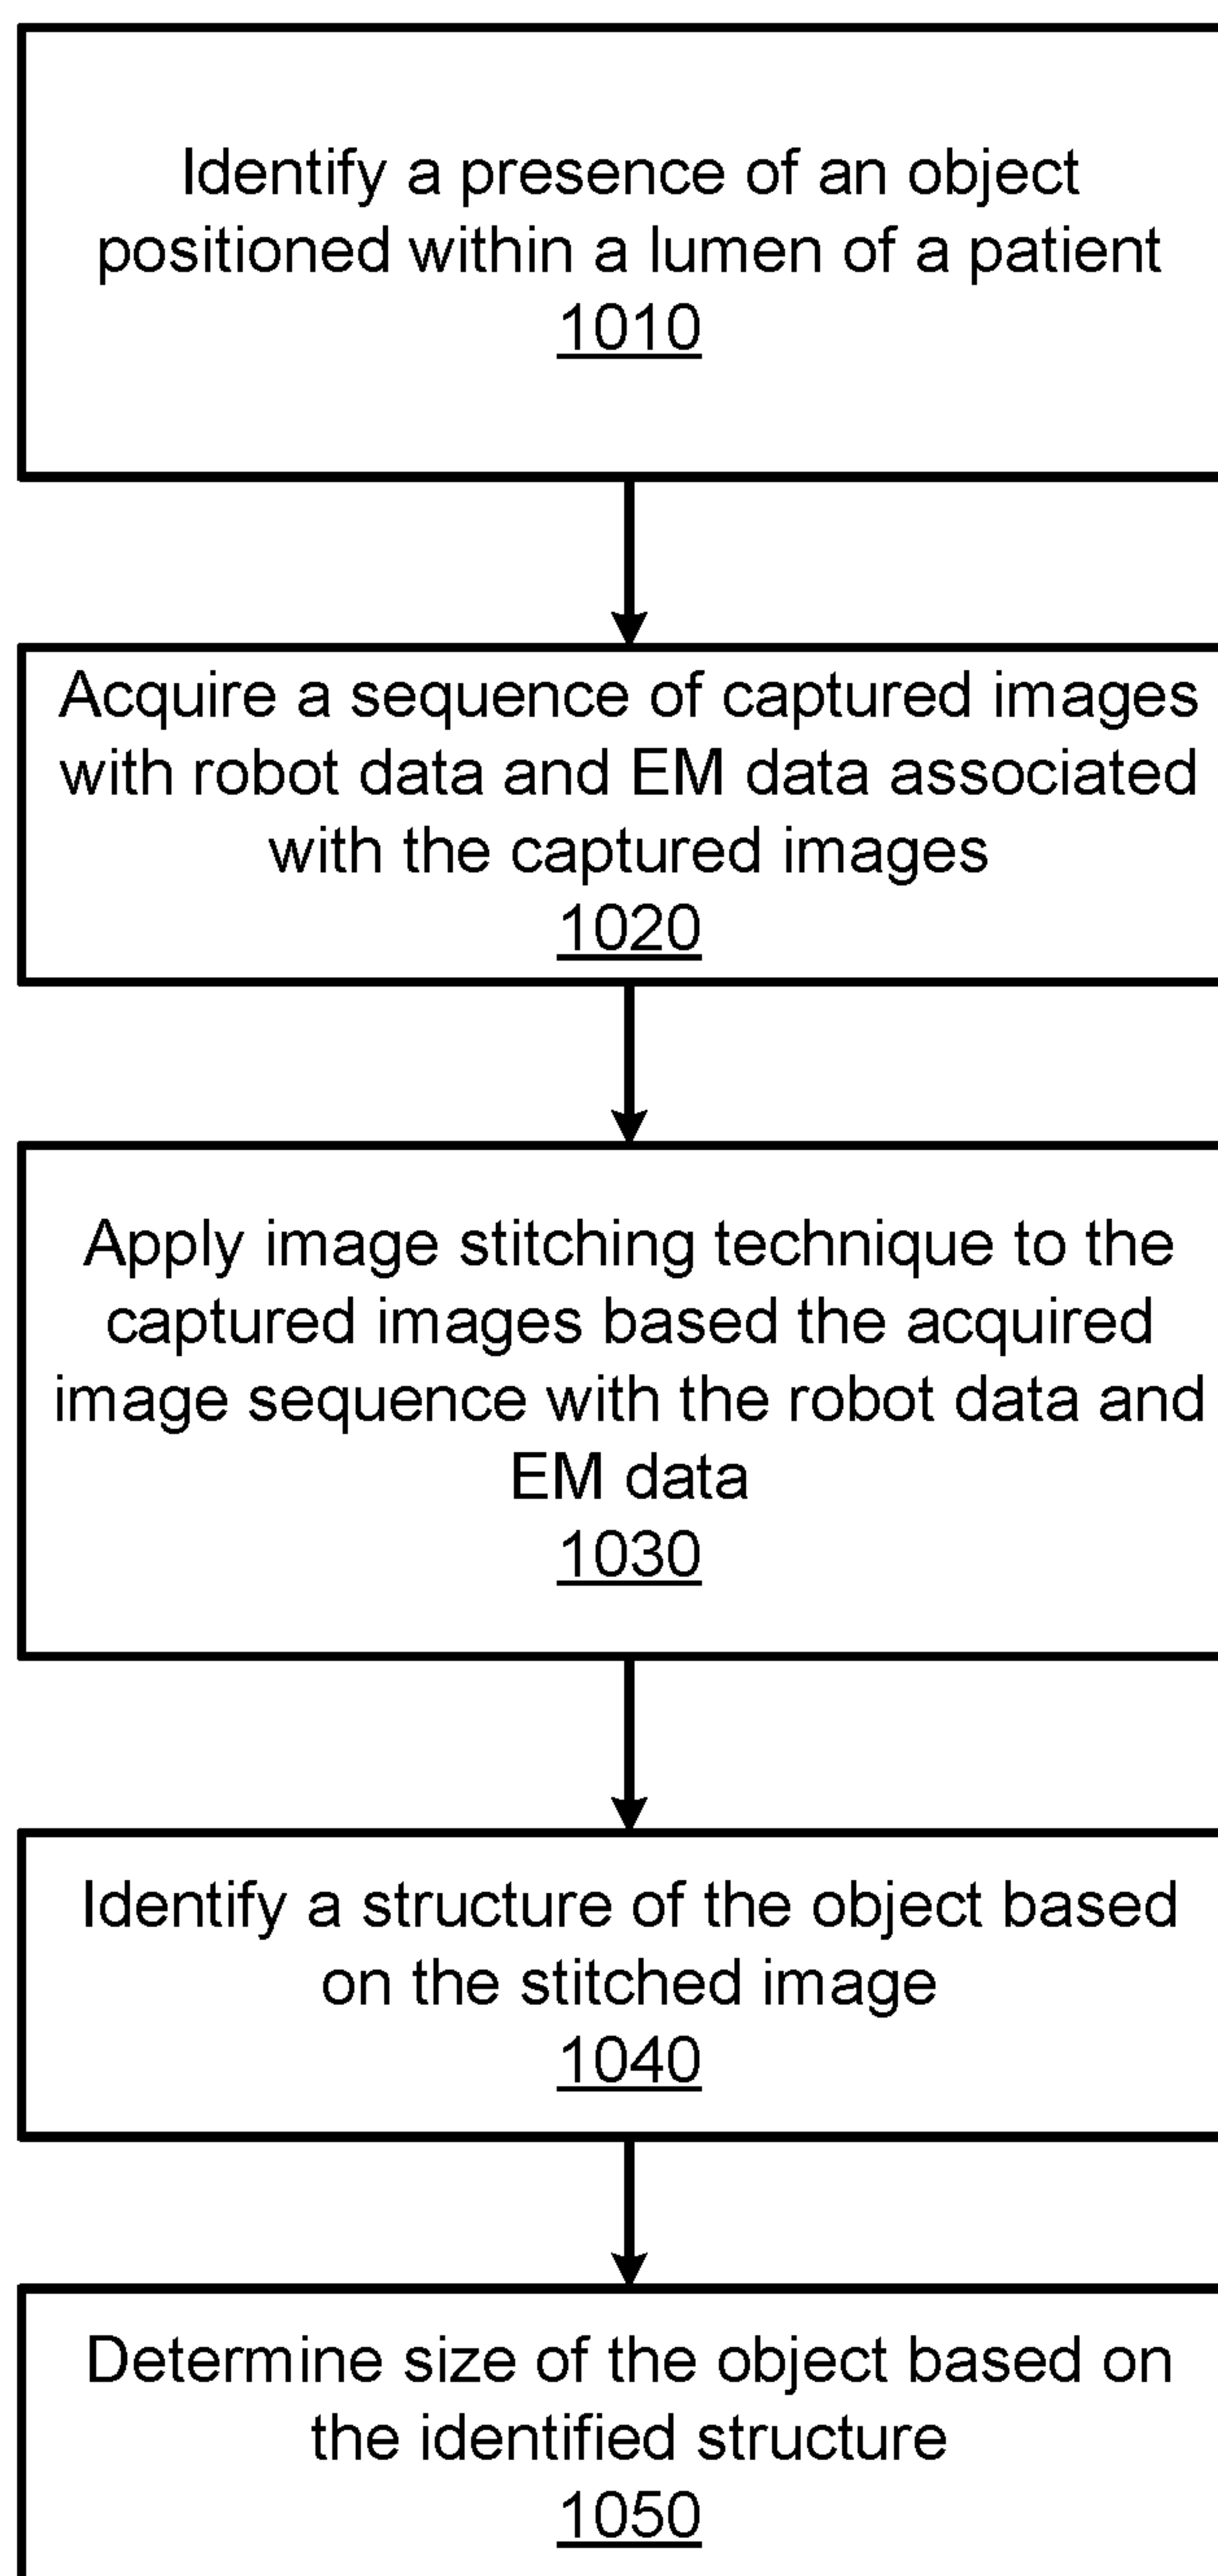 Identify a presence of an object
positioned within a lumen of a patient
1010
Acquire a sequence of captured images
with robot data and EM data associated
with the captured images
1020
Apply image stitching technique to the
captured images based the acquired
image sequence with the robot data and
EM data
1030
Identify a structure of the object based
on the stitched image
1040
Determine size of the object based on
the identified structure
1050